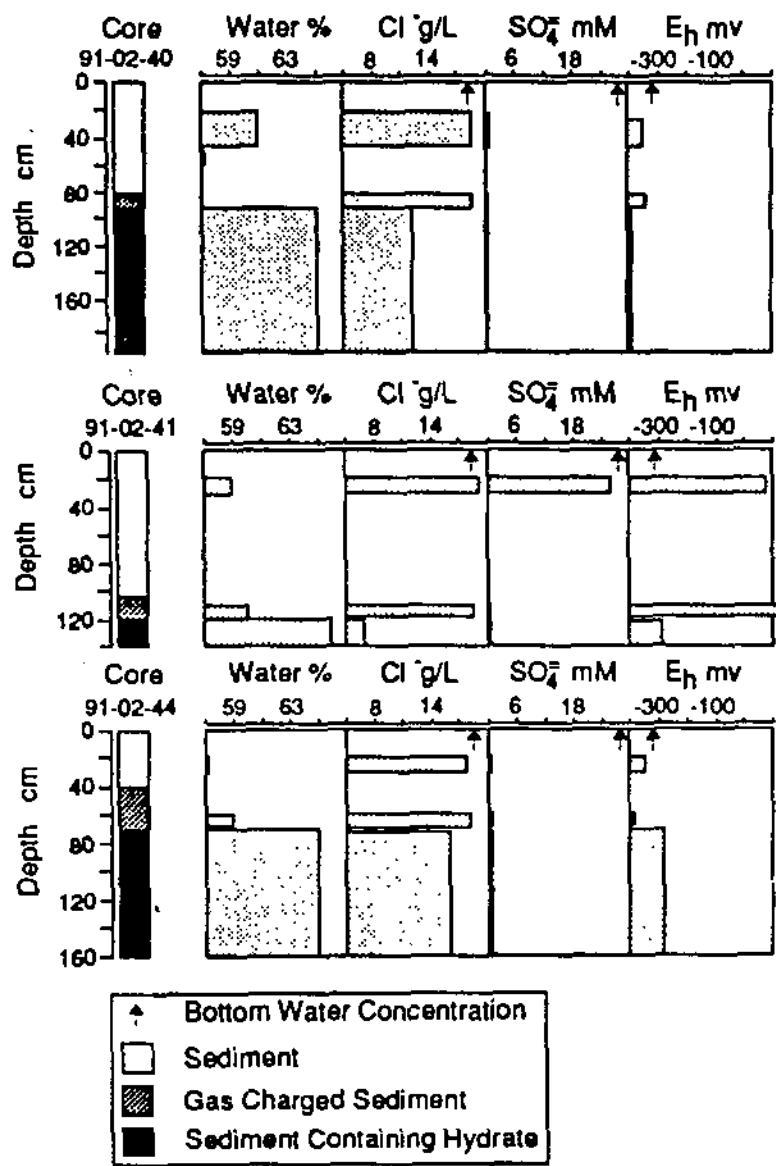 Core Water % Cl⁻g/L SO₄⁼ mM Eh mv
91-02-40 59 63 8 14 6 18 -300 -100
0
40
80
120
160
Depth cm
Core Water % Cl⁻g/L SO₄⁼ mM Eh mv
91-02-41 59 63 8 14 6 18 -300 -100
0
40
80
120
Depth cm
Core Water % Cl⁻g/L SO₄⁼ mM Eh mv
91-02-44 59 63 8 14 6 18 -300 -100
0
40
80
120
160
Depth cm
Bottom Water Concentration
Sediment
Gas Charged Sediment
Sediment Containing Hydrate